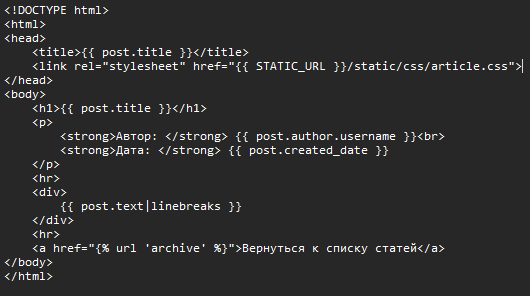 <!DOCTYPE html>
<html>
<head>
    <title>{{ post.title }}</title>
    <link rel="stylesheet" href="{{ STATIC_URL }}/static/css/article.css">
</head>
<body>
    <h1>{{ post.title }}</h1>
    <p>
        <strong>Автор: </strong> {{ post.author.username }}<br>
        <strong>Дата: </strong> {{ post.created_date }}
    </p>
    <hr>
    <div>
        {{ post.text|linebreaks }}
    </div>
    <hr>
    <a href="{% url 'archive' %}">Вернуться к списку статей</a>
</body>
</html>